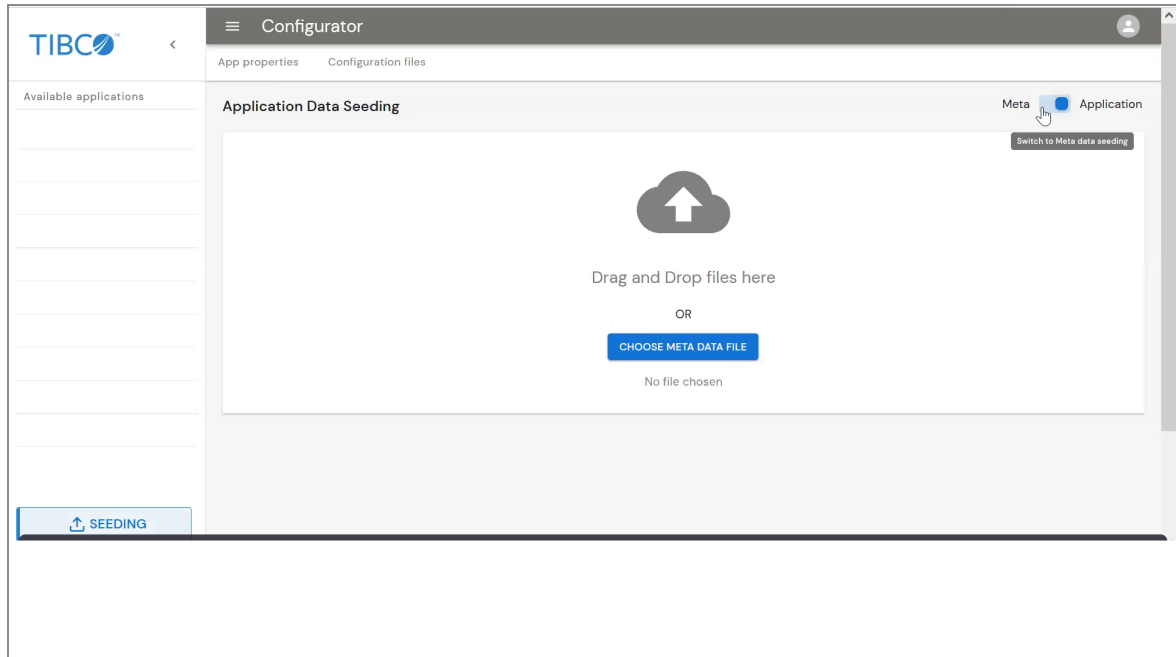 TIBCO™
Configurator
App properties Configuration files
Available applications
Application Data Seeding
Meta Application
Switch to Meta data seeding
Drag and Drop files here
OR
CHOOSE META DATA FILE
No file chosen
SEEDING